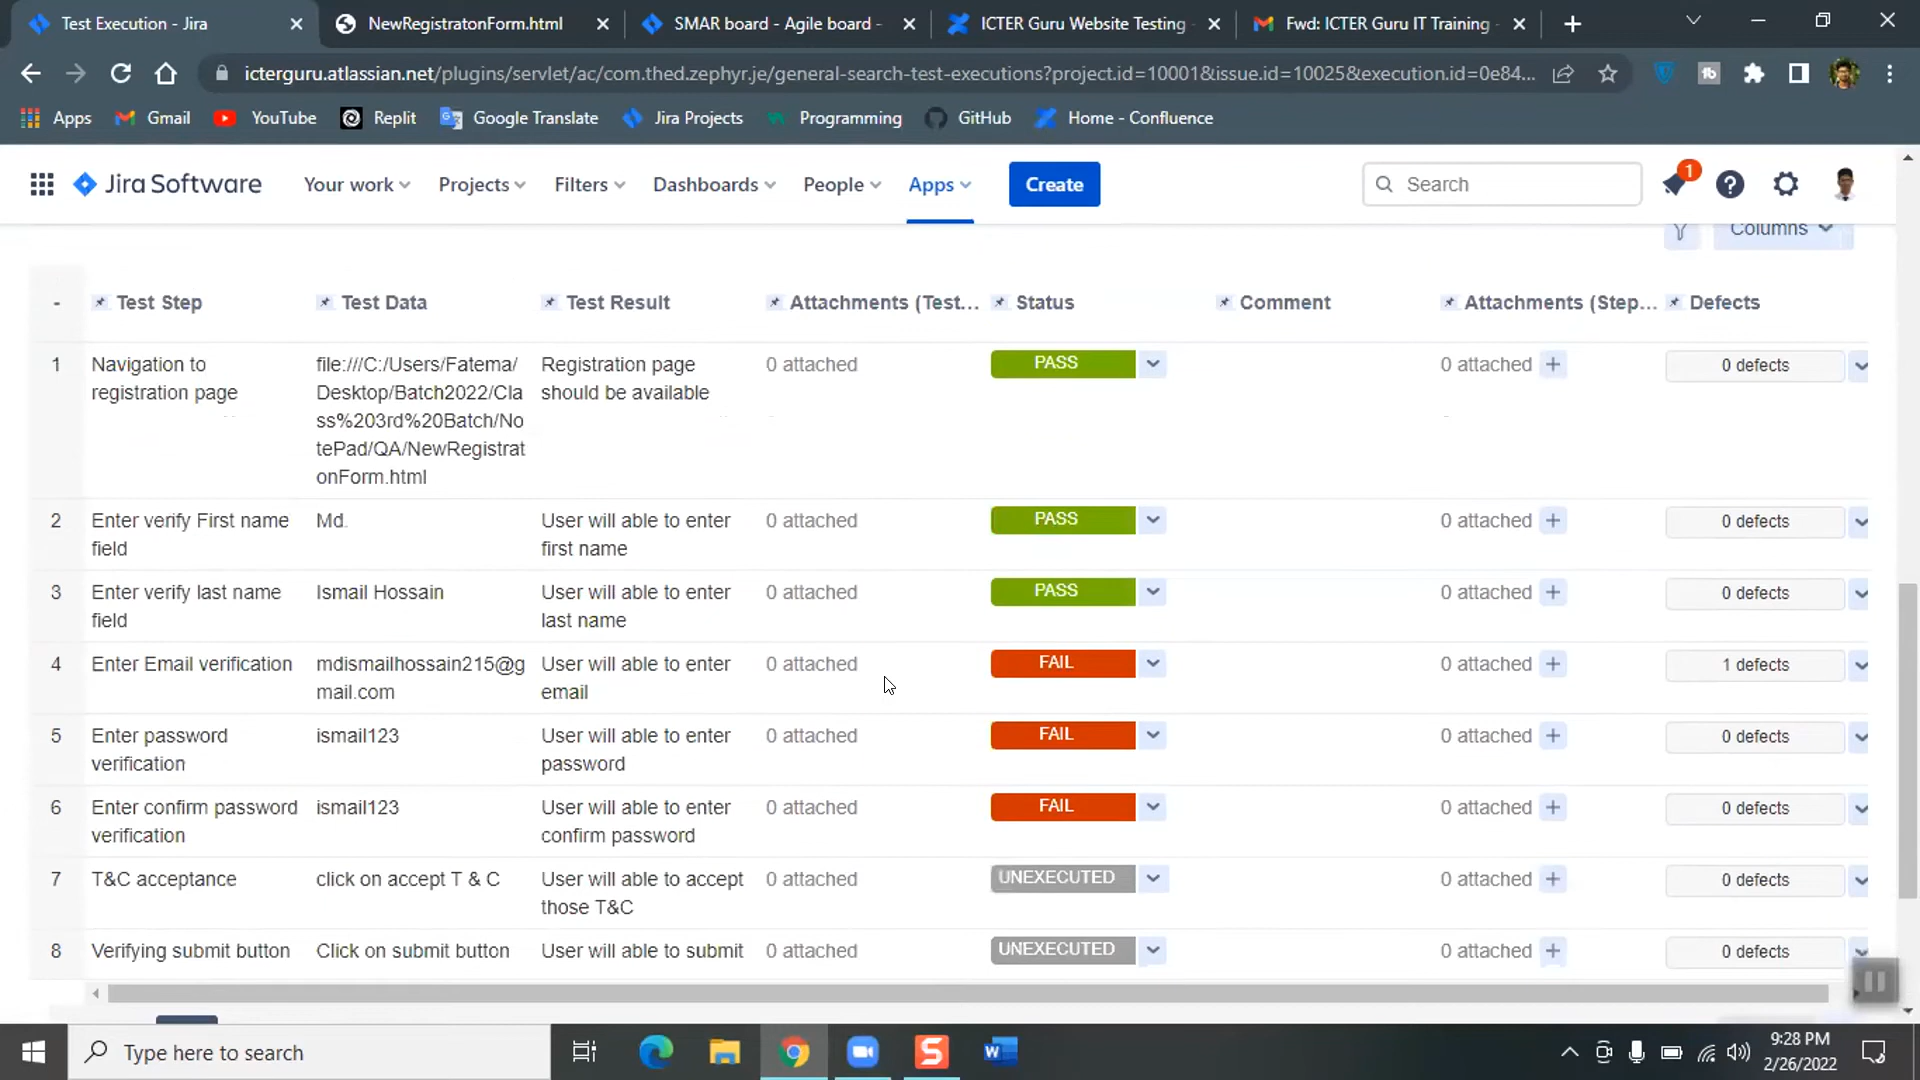 Test Execution - Jira
NewRegistratonForm.html
SMAR board - Agile board -
ICTER Guru Website Testing -
Fwd: ICTER Guru IT Training -
icterguru.atlassian.net/plugins/servlet/ac/com.thed.zephyr.je/general-search-test-executions?project.id=10001&issue.id=10025&execution.id=0e84...
Apps
Gmail
YouTube
Replit
Google Translate
Jira Projects
Programming
GitHub
Home - Confluence
Jira Software
Your work
Projects
Filters
Dashboards
People
Apps
Create
Search
1
Columns
- Test Step Test Data Test Result Attachments (Test... Status Comment Attachments (Step... Defects
1 Navigation to file:///C:/Users/Fatema/ Registration page 0 attached PASS 0 attached + 0 defects
registration page Desktop/Batch2022/Cla should be available
ss%203rd%20Batch/No
tePad/QA/NewRegistrat
onForm.html
2 Enter verify First name Md. User will able to enter 0 attached PASS 0 attached + 0 defects
field first name
3 Enter verify last name Ismail Hossain User will able to enter 0 attached PASS 0 attached + 0 defects
field last name
4 Enter Email verification mdismailhossain215@g User will able to enter 0 attached FAIL 0 attached + 1 defects
mail.com email
5 Enter password ismail123 User will able to enter 0 attached FAIL 0 attached + 0 defects
verification password
6 Enter confirm password ismail123 User will able to enter 0 attached FAIL 0 attached + 0 defects
verification confirm password
7 T&C acceptance click on accept T & C User will able to accept 0 attached UNEXECUTED 0 attached + 0 defects
those T&C
8 Verifying submit button Click on submit button User will able to submit 0 attached UNEXECUTED 0 attached + 0 defects
Type here to search
9:28 PM
2/26/2022